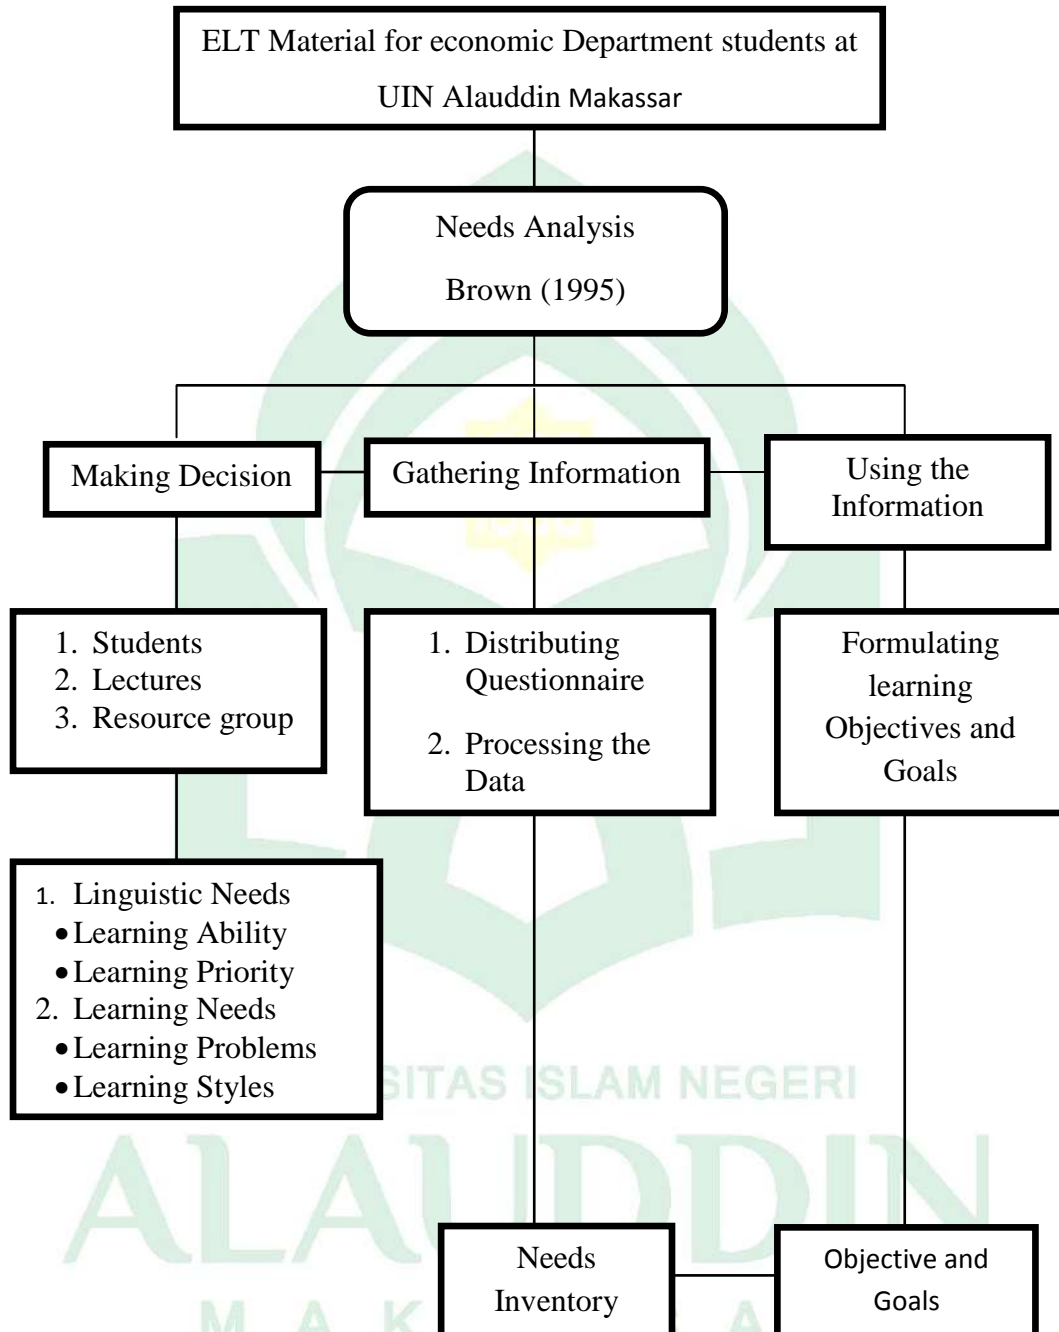 ELT Material for economic Department students at
UIN Alauddin Makassar
Needs Analysis
Brown (1995)
Making Decision
Gathering Information
Using the
Information
1. Students
2. Lectures
3. Resource group
1. Distributing
Questionnaire
2. Processing the
Data
Formulating
learning
Objectives and
Goals
1. Linguistic Needs
•Learning Ability
•Learning Priority
2. Learning Needs
•Learning Problems
•Learning Styles
SITAS ISLAM NEGERI
ALAUDDIN
Needs
Inventory
Objective and
Goals
M A K